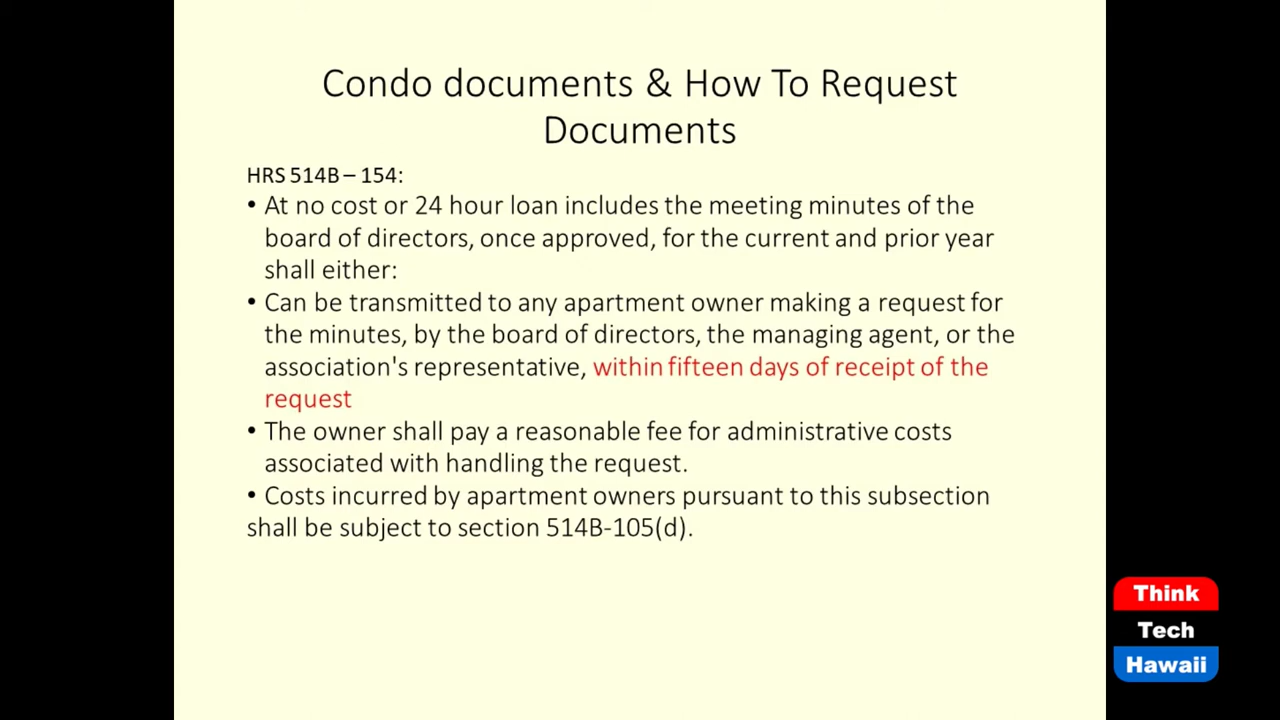 Condo documents & How To Request
Documents
HRS 514B – 154:
• At no cost or 24 hour loan includes the meeting minutes of the
board of directors, once approved, for the current and prior year
shall either:
• Can be transmitted to any apartment owner making a request for
the minutes, by the board of directors, the managing agent, or the
association's representative, within fifteen days of receipt of the
request
• The owner shall pay a reasonable fee for administrative costs
associated with handling the request.
• Costs incurred by apartment owners pursuant to this subsection
shall be subject to section 514B-105(d).
Think
Tech
Hawaii